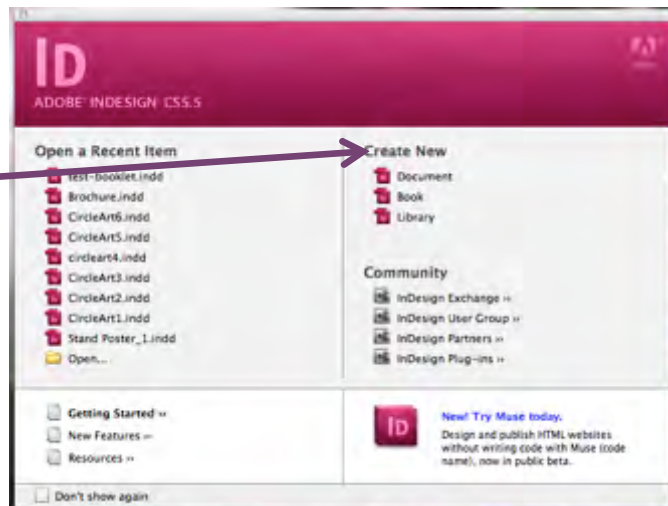 ID
ADOBE INDESIGN CS5.5
Open a Recent Item
test-booklet.indd
Brochure.indd
CircleArt6.indd
CircleArt5.indd
circleart4.indd
CircleArt3.indd
CircleArt2.indd
CircleArt1.indd
Stand Poster_1.indd
Open...
Create New
Document
Book
Library
Community
InDesign Exchange »
InDesign User Group »
InDesign Partners »
InDesign Plug-ins »
Getting Started »
New Features »
Resources »
ID
New! Try Muse today.
Design and publish HTML websites
without writing code with Muse (code
name), now in public beta.
Don't show again